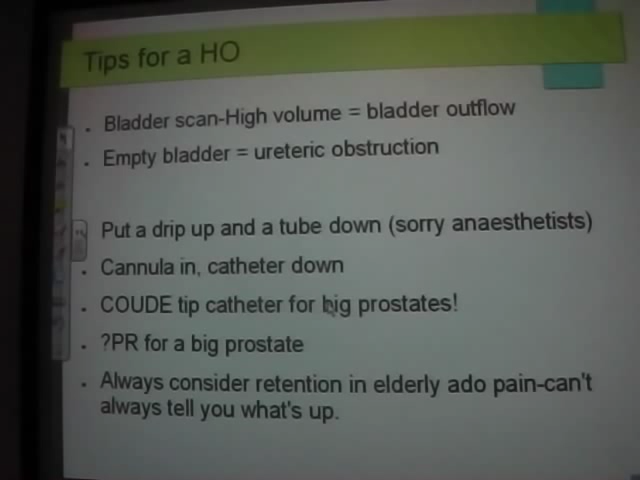 Tips for a HO
Bladder scan-High volume = bladder outflow
Empty bladder = ureteric obstruction
Put a drip up and a tube down (sorry anaesthetists)
Cannula in, catheter down
COUDE tip catheter for big prostates!
?PR for a big prostate
Always consider retention in elderly ado pain-can't
always tell you what's up.